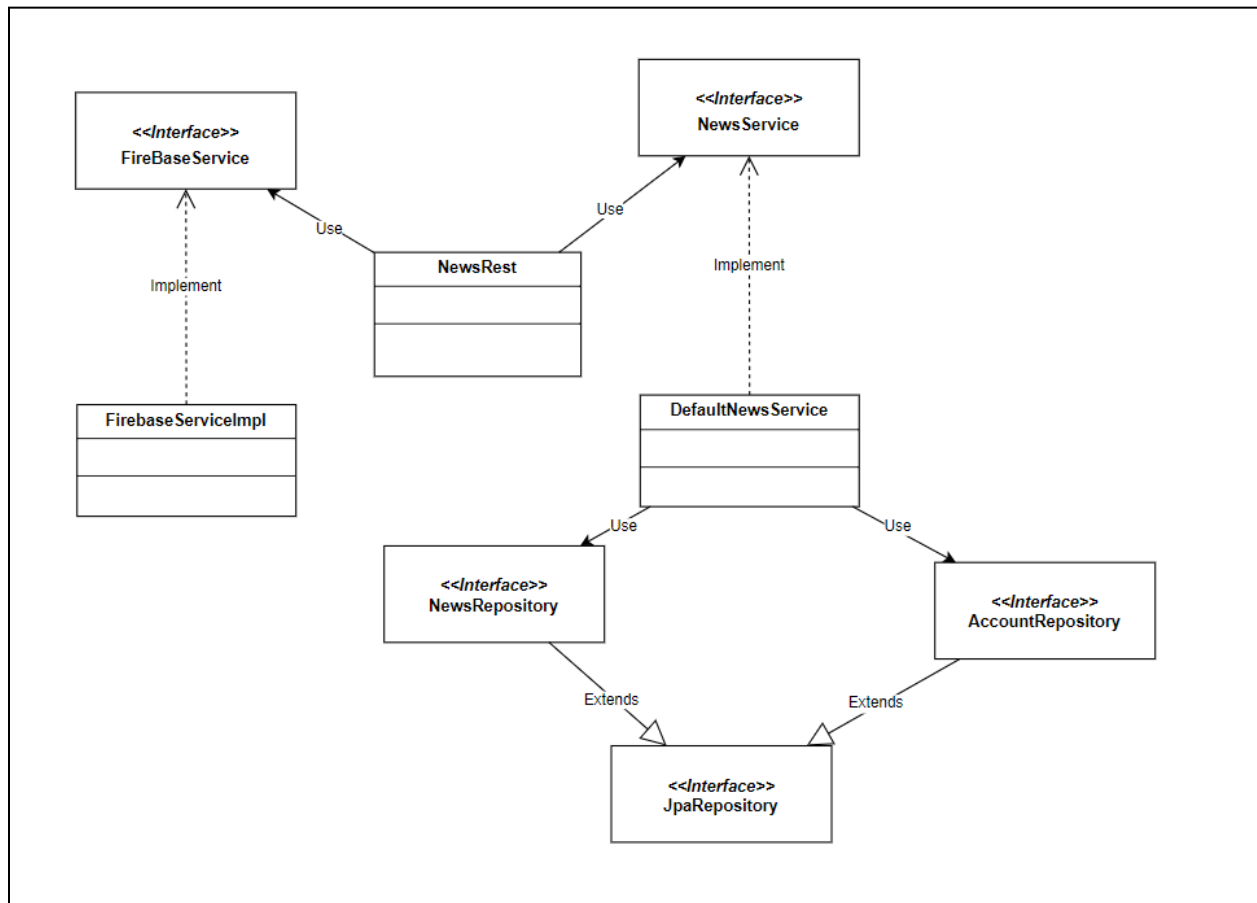 <<Interface>>
NewsService
<<Interface>>
FireBaseService
Use
Use
NewsRest
Implement
Implement
DefaultNewsService
FirebaseServiceImpl
Use
Use
<<Interface>>
NewsRepository
<<Interface>>
AccountRepository
Extends
Extends
<<Interface>>
JpaRepository